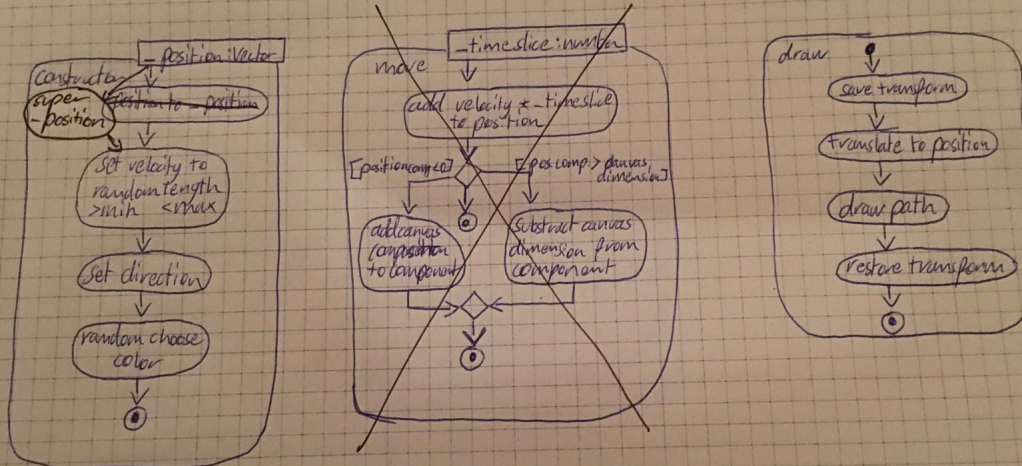 _position:Vector
constructor
super
_position
position to _position
Set velocity to
random length
>min <max
set direction
random choose
color
_timeslice:number
move
add velocity * _timeslice
to position
[positioncomp<0]
[pos.comp.> canvas
dimension]
add canvas
to component
substract canvas
dimension from
component
draw
save transform
translate to position
draw path
restore transform